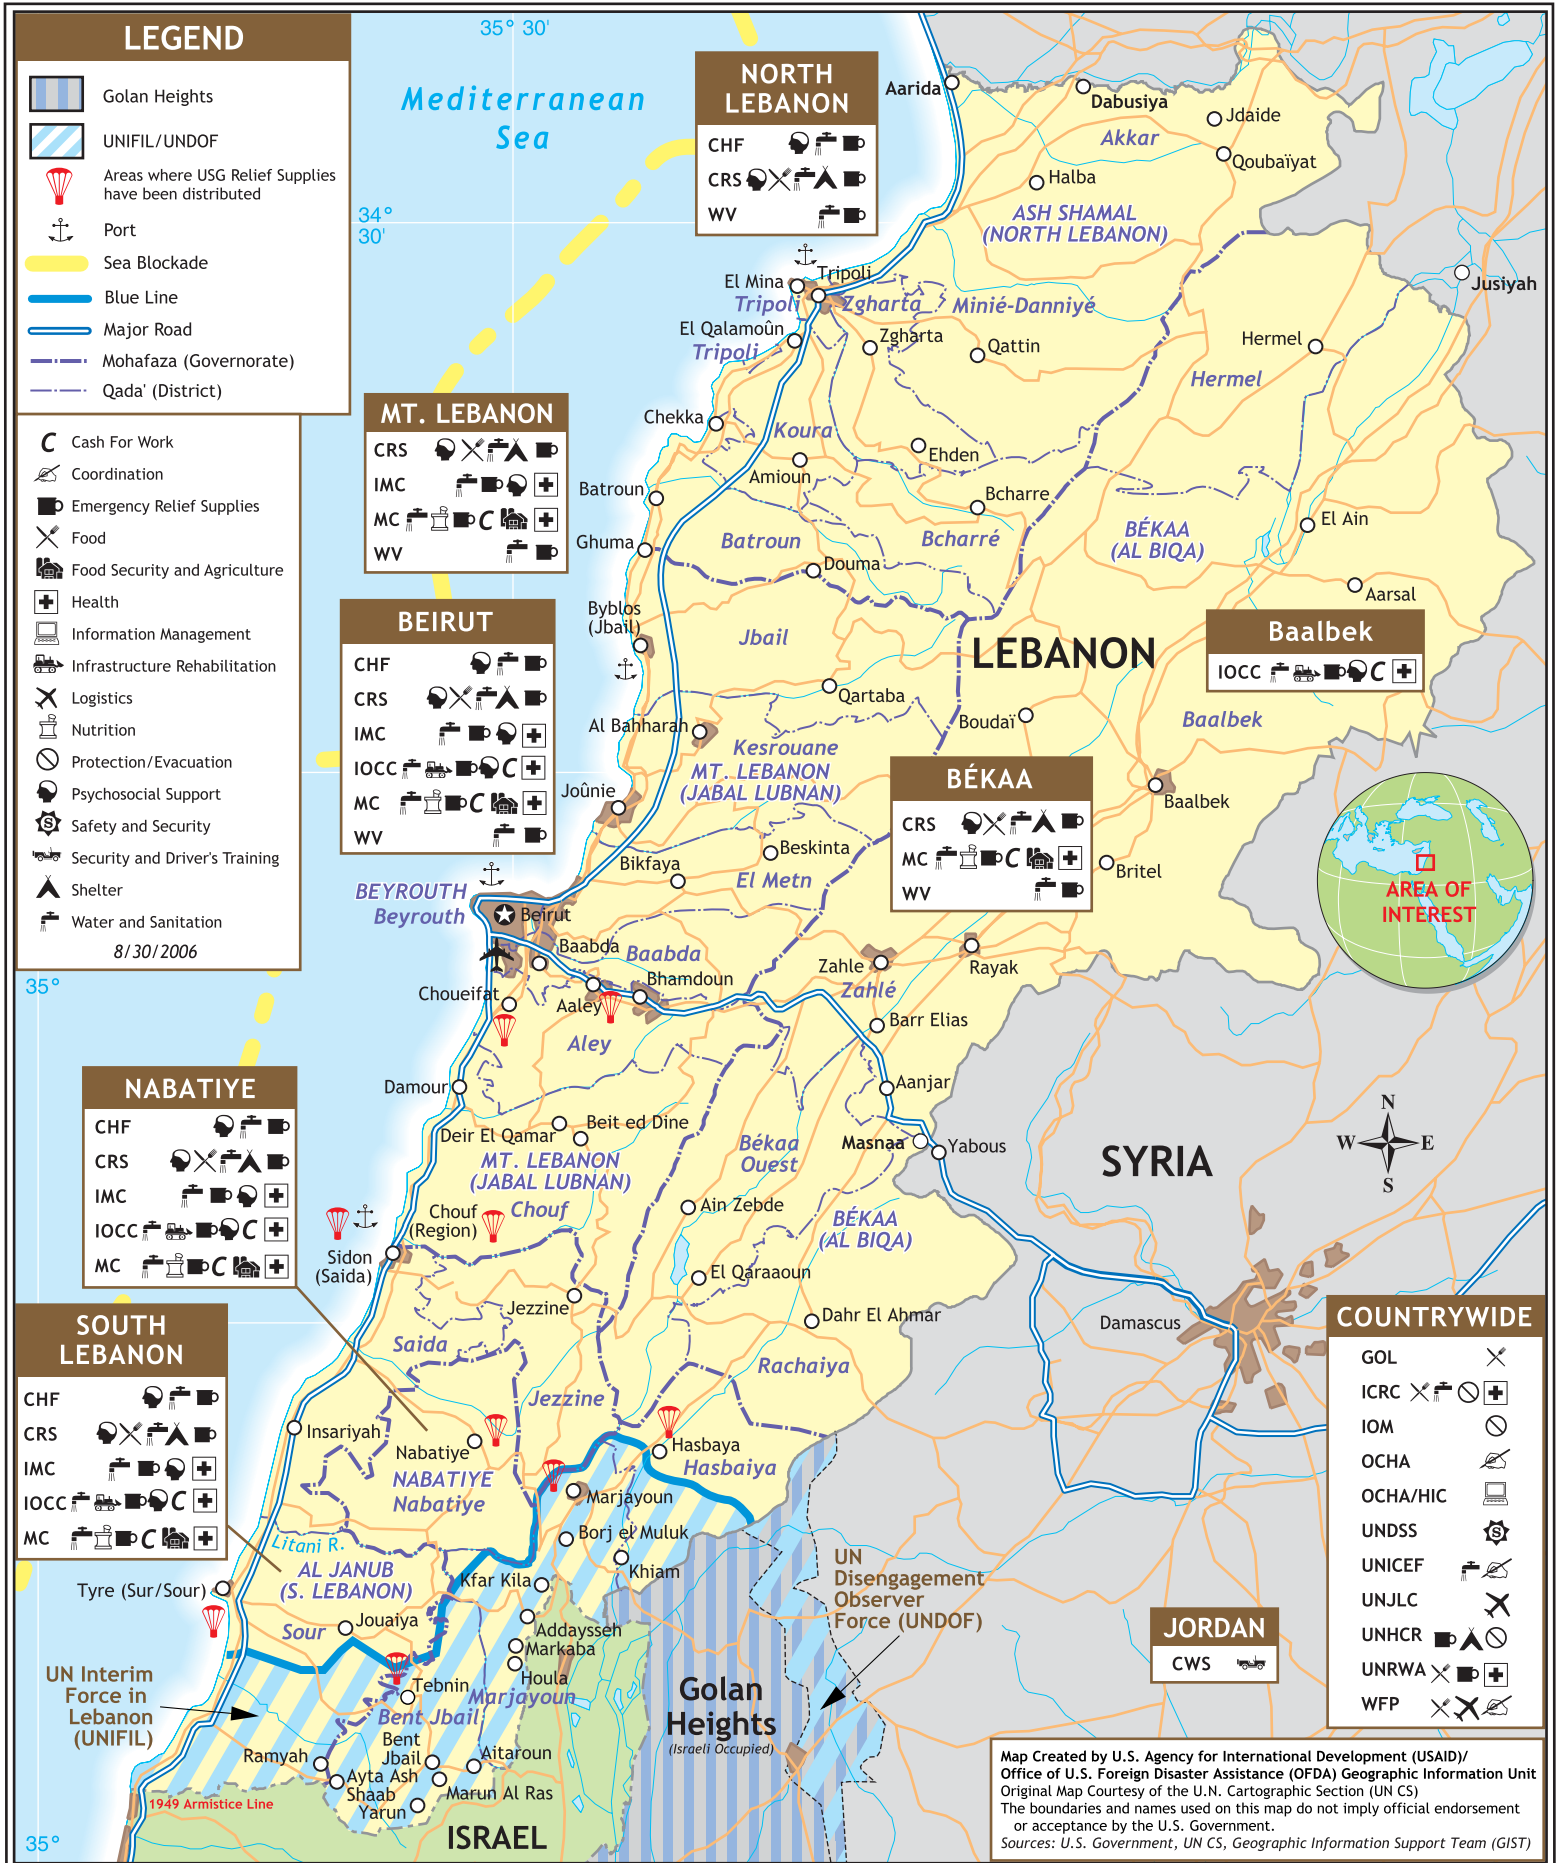 LEGEND
Golan Heights
UNIFIL/UNDOF
Areas where USG Relief Supplies
have been distributed
Port
Sea Blockade
Blue Line
Major Road
Mohafaza (Governorate)
Qada' (District)
C Cash For Work
Coordination
Emergency Relief Supplies
Food
Food Security and Agriculture
Health
Information Management
Infrastructure Rehabilitation
Logistics
Nutrition
Protection/Evacuation
Psychosocial Support
S Safety and Security
Security and Driver's Training
Shelter
Water and Sanitation
8/30/2006
35° 30'
Mediterranean
Sea
34°
30'
35°
35°
NORTH
LEBANON
CHF
CRS
WV
MT. LEBANON
CRS
IMC
MC C
WV
BEIRUT
CHF
CRS
IMC
IOCC C
MC C
WV
Baalbek
IOCC C
BÉKAA
CRS
MC C
WV
NABATIYE
CHF
CRS
IMC
IOCC C
MC C
SOUTH
LEBANON
CHF
CRS
IMC
IOCC C
MC C
COUNTRYWIDE
GOL
ICRC
IOM
OCHA
OCHA/HIC
UNDSS S
UNICEF
UNJLC
UNHCR
UNRWA
WFP
JORDAN
CWS
AREA OF
INTEREST
N
W E
S
Aarida
Dabusiya
Jdaide
Akkar
Qoubaïyat
Halba
ASH SHAMAL
(NORTH LEBANON)
Jusiyah
El Mina
Tripoli
Tripoli
Zgharta
Minié-Danniyé
El Qalamoûn
Tripoli
Zgharta
Qattin
Hermel
Hermel
Chekka
Koura
Ehden
Amioun
Batroun
Bcharre
El Ain
Ghuma
Batroun
Bcharré
BÉKAA
(AL BIQA)
Douma
Aarsal
Byblos
(Jbail)
Jbail
LEBANON
Qartaba
Boudaï
Baalbek
Al Bahharah
Kesrouane
MT. LEBANON
(JABAL LUBNAN)
Joûnie
Baalbek
Beskinta
Bikfaya
El Metn
Britel
BEYROUTH
Beyrouth
Beirut
Baabda
Baabda
Zahle
Rayak
Bhamdoun
Zahlé
Choueifat
Aaley
Barr Elias
Aley
Damour
Aanjar
Deir El Qamar
Beit ed Dine
Masnaa
Yabous
Békaa
Ouest
SYRIA
MT. LEBANON
(JABAL LUBNAN)
Chouf
Chouf
(Region)
Ain Zebde
BÉKAA
(AL BIQA)
Sidon
(Saida)
El Qaraaoun
Jezzine
Dahr El Ahmar
Damascus
Saida
Rachaiya
Jezzine
Insariyah
Nabatiye
Hasbaya
Hasbaiya
NABATIYE
Nabatiye
Marjayoun
Litani R.
Borj el Muluk
Khiam
AL JANUB
(S. LEBANON)
Kfar Kila
Tyre (Sur/Sour)
Jouaiya
Sour
Addaysseh
Markaba
Houla
Tebnin
Marjayoun
Bent Jbail
Bent
Jbail
Ramyah
Aitaroun
Ayta Ash
Shaab
Marun Al Ras
Yarun
UN Interim
Force in
Lebanon
(UNIFIL)
UN
Disengagement
Observer
Force (UNDOF)
Golan
Heights
(Israeli Occupied)
1949 Armistice Line
ISRAEL
Map Created by U.S. Agency for International Development (USAID)/
Office of U.S. Foreign Disaster Assistance (OFDA) Geographic Information Unit
Original Map Courtesy of the U.N. Cartographic Section (UN CS)
The boundaries and names used on this map do not imply official endorsement
or acceptance by the U.S. Government.
Sources: U.S. Government, UN CS, Geographic Information Support Team (GIST)